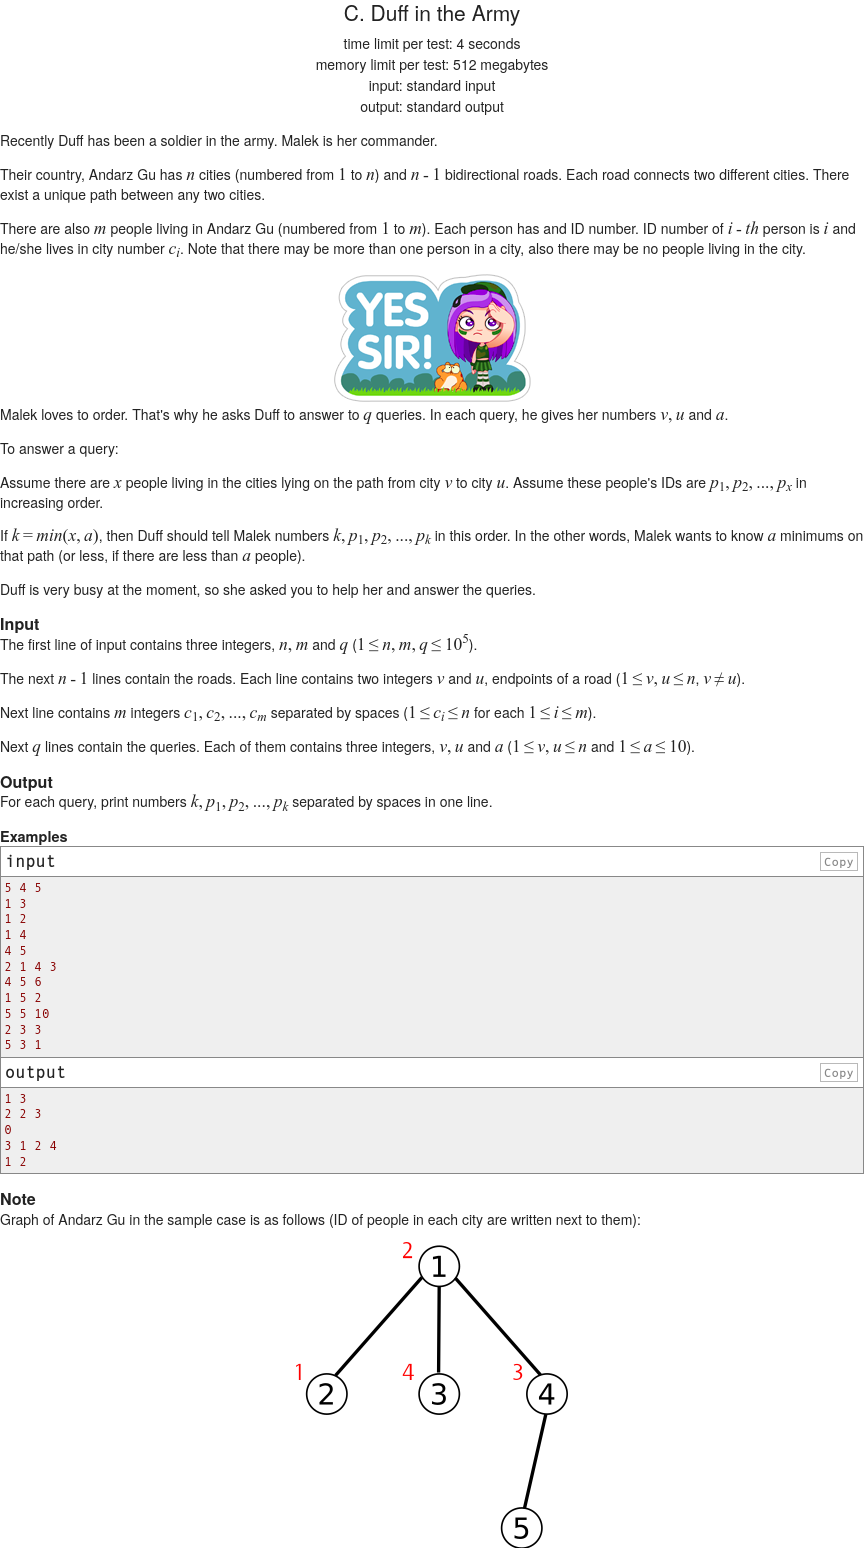 C. Duff in the Army
time limit per test: 4 seconds
memory limit per test: 512 megabytes
input: standard input
output: standard output
Recently Duff has been a soldier in the army. Malek is her commander.
Their country, Andarz Gu has n cities (numbered from 1 to n) and n - 1 bidirectional roads. Each road connects two different cities. There
exist a unique path between any two cities.
There are also m people living in Andarz Gu (numbered from 1 to m). Each person has and ID number. ID number of i - th person is i and
he/she lives in city number c_i. Note that there may be more than one person in a city, also there may be no people living in the city.
YES
SIR!
Malek loves to order. That's why he asks Duff to answer to q queries. In each query, he gives her numbers v, u and a.
To answer a query:
Assume there are x people living in the cities lying on the path from city v to city u. Assume these people's IDs are p_1, p_2, ..., p_x in
increasing order.
If k = min(x, a), then Duff should tell Malek numbers k, p_1, p_2, ..., p_k in this order. In the other words, Malek wants to know a minimums on
that path (or less, if there are less than a people).
Duff is very busy at the moment, so she asked you to help her and answer the queries.
Input
The first line of input contains three integers, n, m and q (1 ≤ n, m, q ≤ 10^5).
The next n - 1 lines contain the roads. Each line contains two integers v and u, endpoints of a road (1 ≤ v, u ≤ n, v ≠ u).
Next line contains m integers c_1, c_2, ..., c_m separated by spaces (1 ≤ c_i ≤ n for each 1 ≤ i ≤ m).
Next q lines contain the queries. Each of them contains three integers, v, u and a (1 ≤ v, u ≤ n and 1 ≤ a ≤ 10).
Output
For each query, print numbers k, p_1, p_2, ..., p_k separated by spaces in one line.
Examples
input Copy
5 4 5
1 3
1 2
1 4
4 5
2 1 4 3
4 5 6
1 5 2
5 5 10
2 3 3
5 3 1
output Copy
1 3
2 2 3
0
3 1 2 4
1 2
Note
Graph of Andarz Gu in the sample case is as follows (ID of people in each city are written next to them):
2 1
1 2 4 3 3 4
5